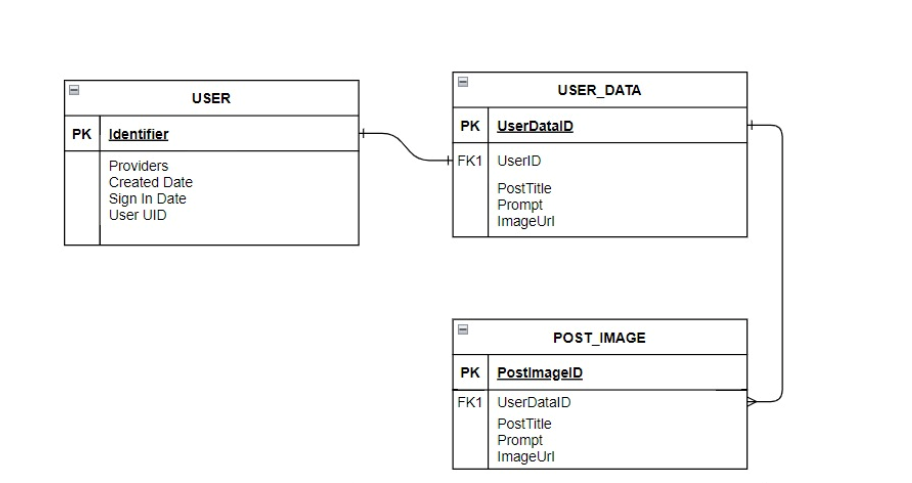 USER
PK Identifier
Providers
Created Date
Sign In Date
User UID
USER_DATA
PK UserDataID
FK1 UserID
PostTitle
Prompt
ImageUrl
POST_IMAGE
PK PostImageID
FK1 UserDataID
PostTitle
Prompt
ImageUrl